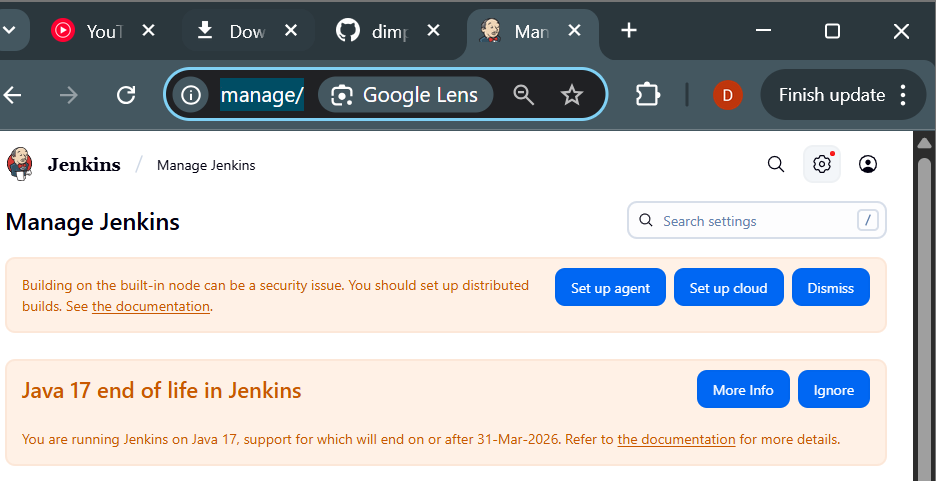 YouT
Dow
dimp
Man
manage/
Google Lens
D
Finish update
Jenkins / Manage Jenkins
Manage Jenkins
Search settings /
Building on the built-in node can be a security issue. You should set up distributed
builds. See the documentation.
Set up agent
Set up cloud
Dismiss
Java 17 end of life in Jenkins
More Info
Ignore
You are running Jenkins on Java 17, support for which will end on or after 31-Mar-2026. Refer to the documentation for more details.